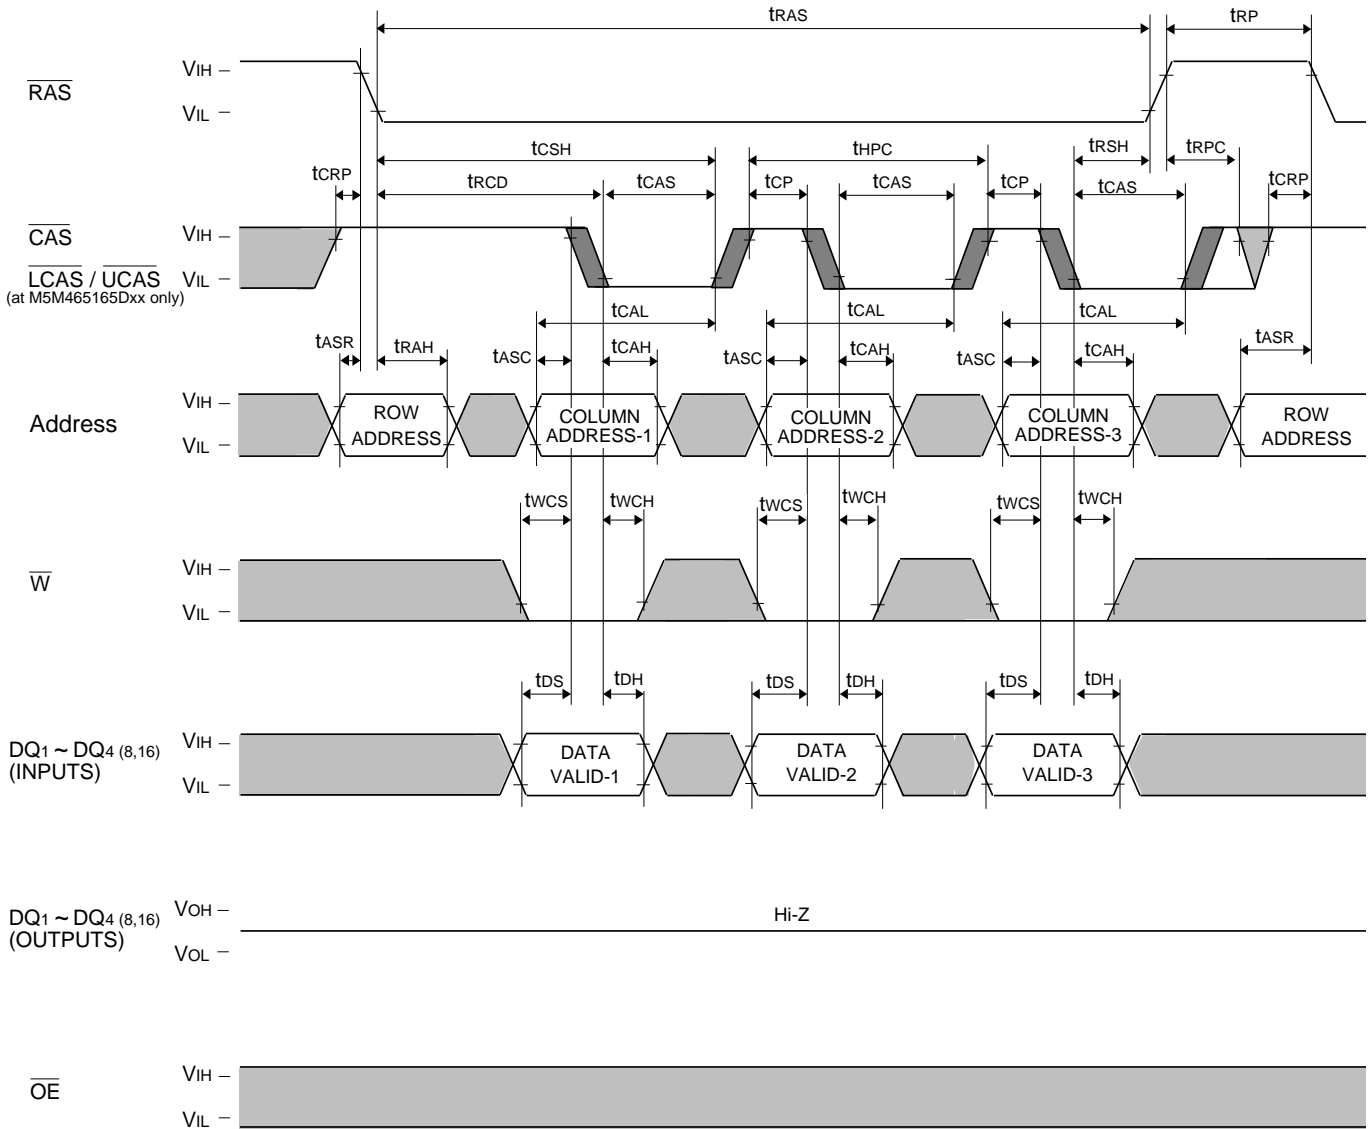 tRAS
tRP
RAS
VIH
VIL
tCSH
tHPC
tRSH
tRPC
tCRP
tRCD
tCAS
tCP
tCAS
tCP
tCAS
tCRP
CAS
VIH
LCAS / UCAS
VIL
(at M5M465165Dxx only)
tCAL
tCAL
tCAL
tASR
tRAH
tASC
tCAH
tASC
tCAH
tASC
tCAH
tASR
Address
VIH
VIL
ROW
ADDRESS
COLUMN
ADDRESS-1
COLUMN
ADDRESS-2
COLUMN
ADDRESS-3
ROW
ADDRESS
tWCS
tWCH
tWCS
tWCH
tWCS
tWCH
W
VIH
VIL
tDS
tDH
tDS
tDH
tDS
tDH
DQ1 ~ DQ4 (8,16)
(INPUTS)
VIH
VIL
DATA
VALID-1
DATA
VALID-2
DATA
VALID-3
DQ1 ~ DQ4 (8,16)
(OUTPUTS)
VOH
VOL
Hi-Z
OE
VIH
VIL